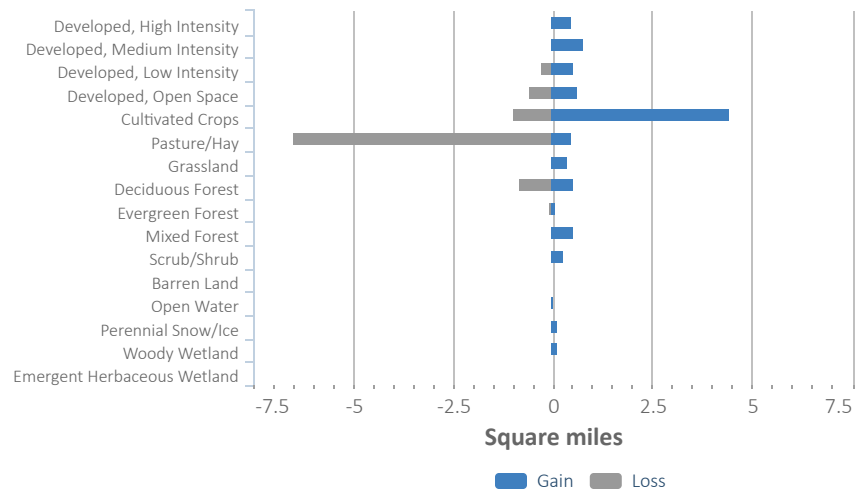 Developed, High Intensity
Developed, Medium Intensity
Developed, Low Intensity
Developed, Open Space
Cultivated Crops
Pasture/Hay
Grassland
Deciduous Forest
Evergreen Forest
Mixed Forest
Scrub/Shrub
Barren Land
Open Water
Perennial Snow/Ice
Woody Wetland
Emergent Herbaceous Wetland
-7.5 -5 -2.5 0 2.5 5 7.5
Square miles
Gain Loss